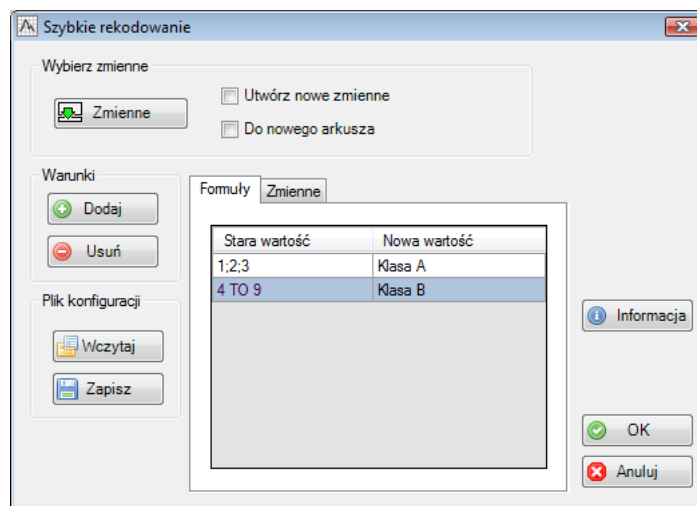 Szybkie rekodowanie
Wybierz zmienne
Zmienne
Utwórz nowe zmienne
Do nowego arkusza
Warunki
Dodaj
Usuń
Plik konfiguracji
Wczytaj
Zapisz
Formuły Zmienne
Stara wartość Nowa wartość
1;2;3 Klasa A
4 TO 9 Klasa B
Informacja
OK
Anuluj